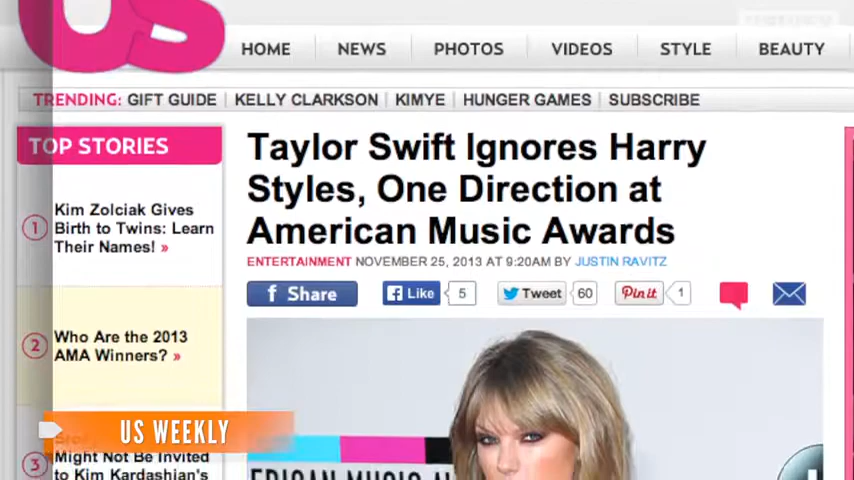 us
HOME NEWS PHOTOS VIDEOS STYLE BEAUTY
TRENDING: GIFT GUIDE KELLY CLARKSON KIMYE HUNGER GAMES SUBSCRIBE
TOP STORIES
1 Kim Zolciak Gives
Birth to Twins: Learn
Their Names! »
2 Who Are the 2013
AMA Winners? »
3 Might Not Be Invited
to Kim Kardashian's
Taylor Swift Ignores Harry
Styles, One Direction at
American Music Awards
ENTERTAINMENT NOVEMBER 25, 2013 AT 9:20AM BY JUSTIN RAVITZ
f Share Like 5 Tweet 60 Pin it 1
US WEEKLY